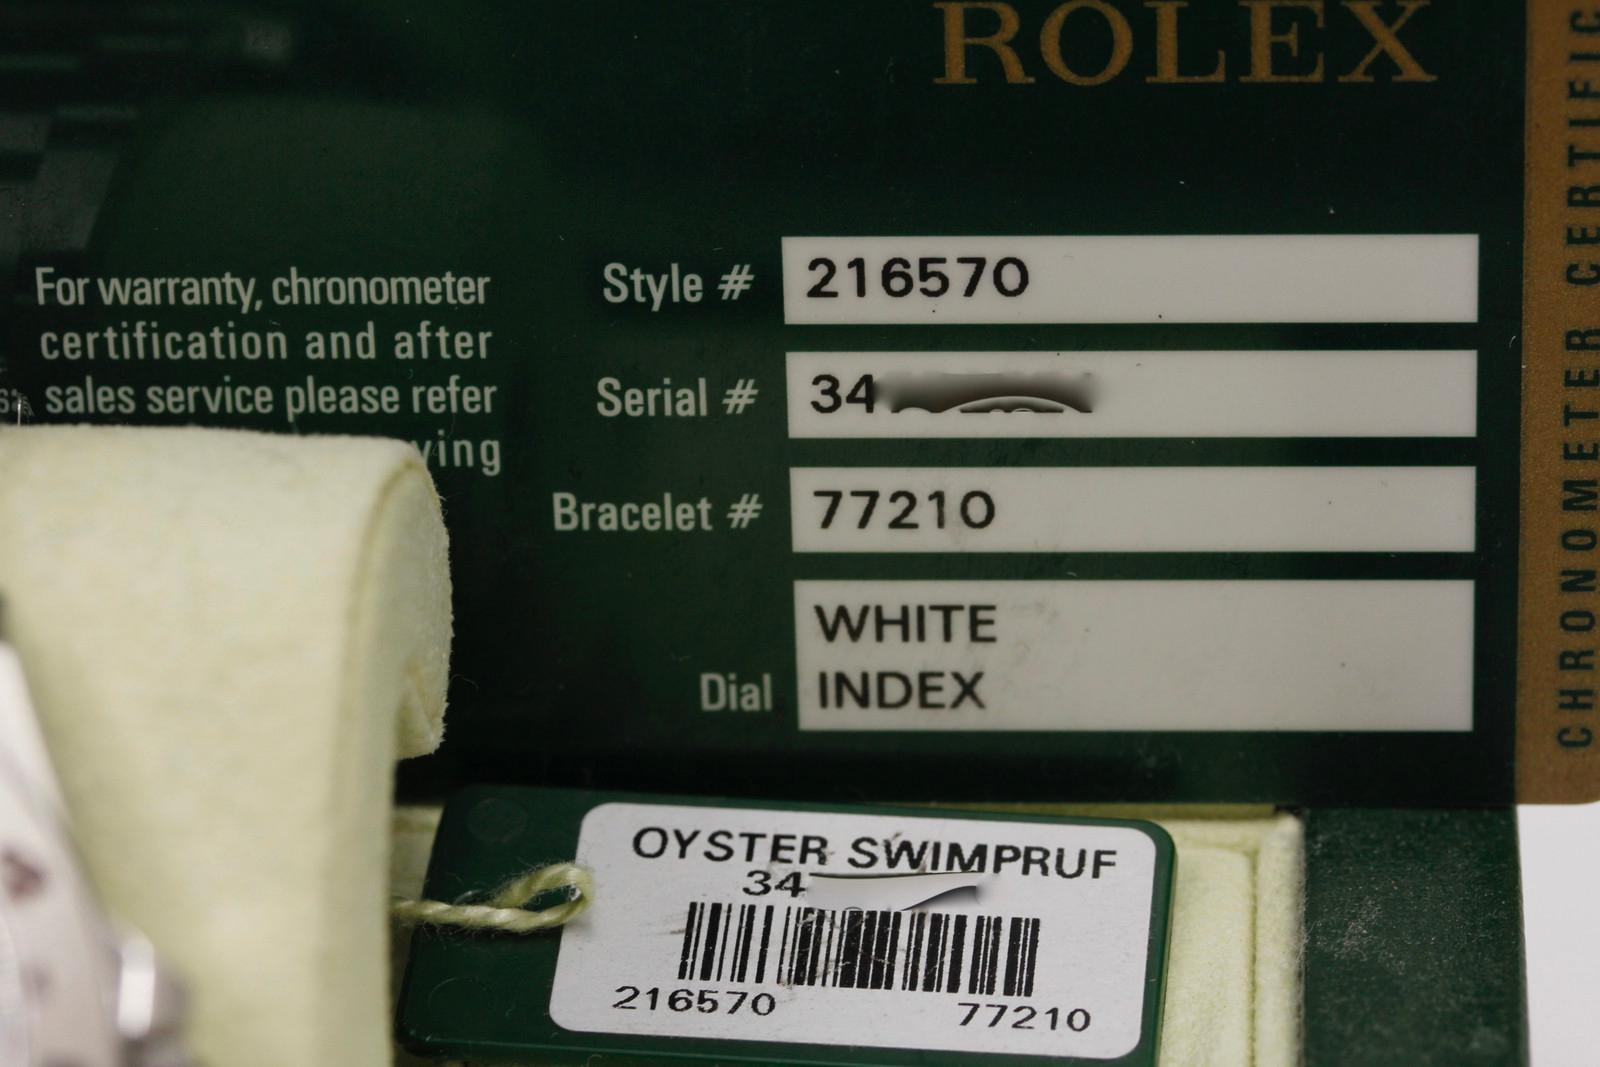 ROLEX
CHRONOMETER
For warranty, chronometer
certification and after
sales service please refer
Style # 216570
Serial # 34
Bracelet # 77210
Dial WHITE
INDEX
OYSTER SWIMPRUF
34
216570 77210